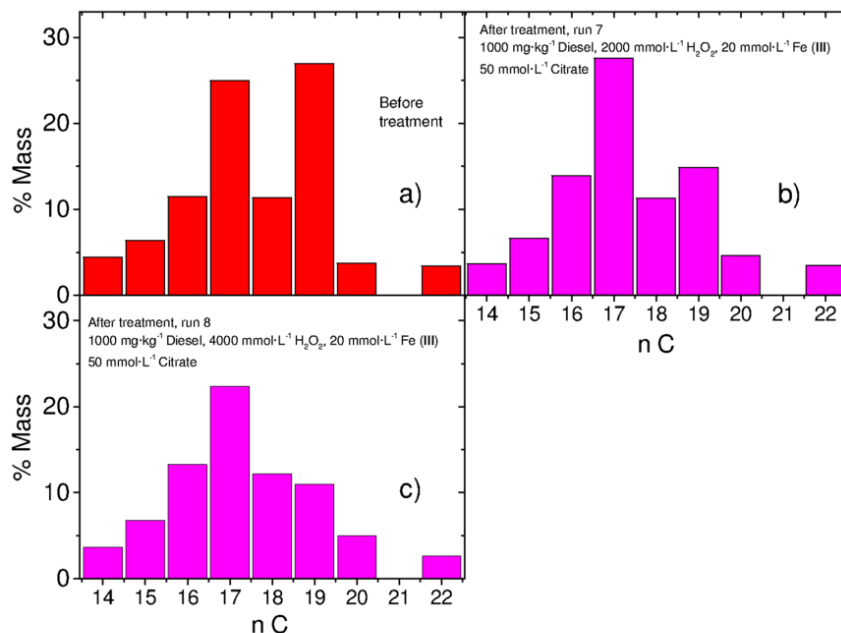 30
20
10
0
% Mass
Before
treatment
a)
After treatment, run 7
1000 mg·kg⁻¹ Diesel, 2000 mmol·L⁻¹ H₂O₂, 20 mmol·L⁻¹ Fe (III)
50 mmol·L⁻¹ Citrate
b)
14 15 16 17 18 19 20 21 22
n C
30
20
10
0
% Mass
After treatment, run 8
1000 mg·kg⁻¹ Diesel, 4000 mmol·L⁻¹ H₂O₂, 20 mmol·L⁻¹ Fe (III)
50 mmol·L⁻¹ Citrate
c)
14 15 16 17 18 19 20 21 22
n C